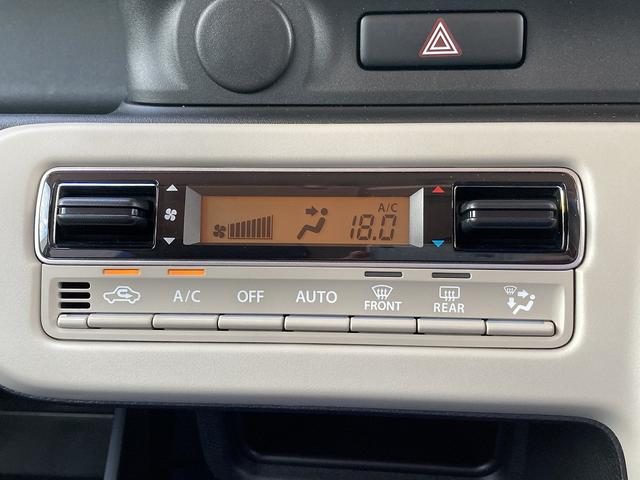 A/C
18.0
A/C
OFF
AUTO
FRONT
REAR